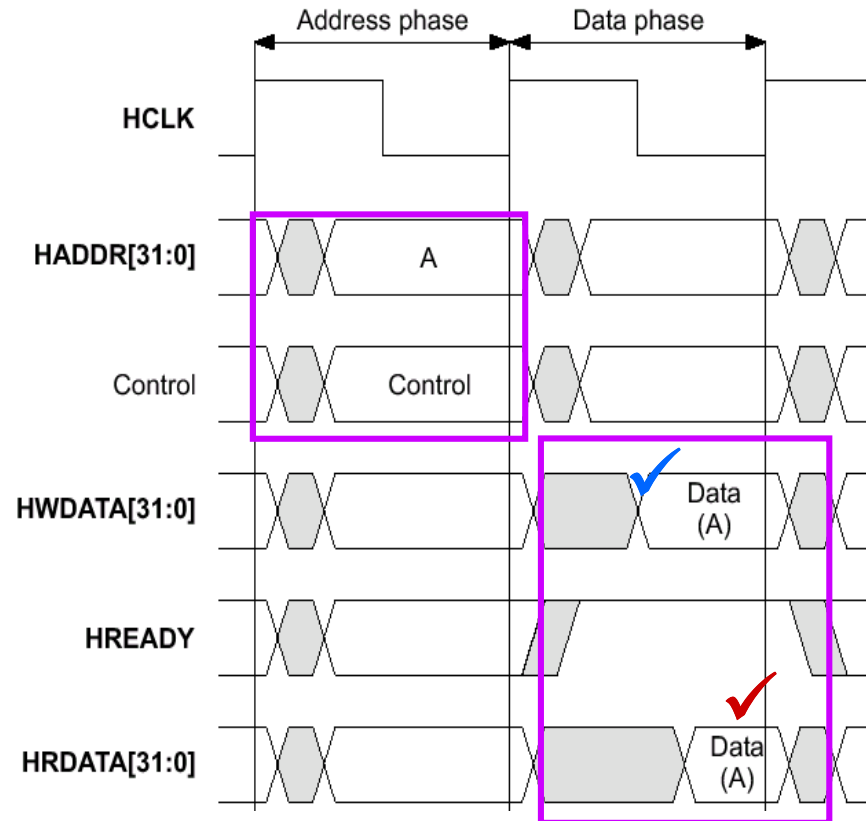 Address phase
Data phase
HCLK
HADDR[31:0]
A
Control
Control
HWDATA[31:0]
Data
(A)
HREADY
HRDATA[31:0]
Data
(A)